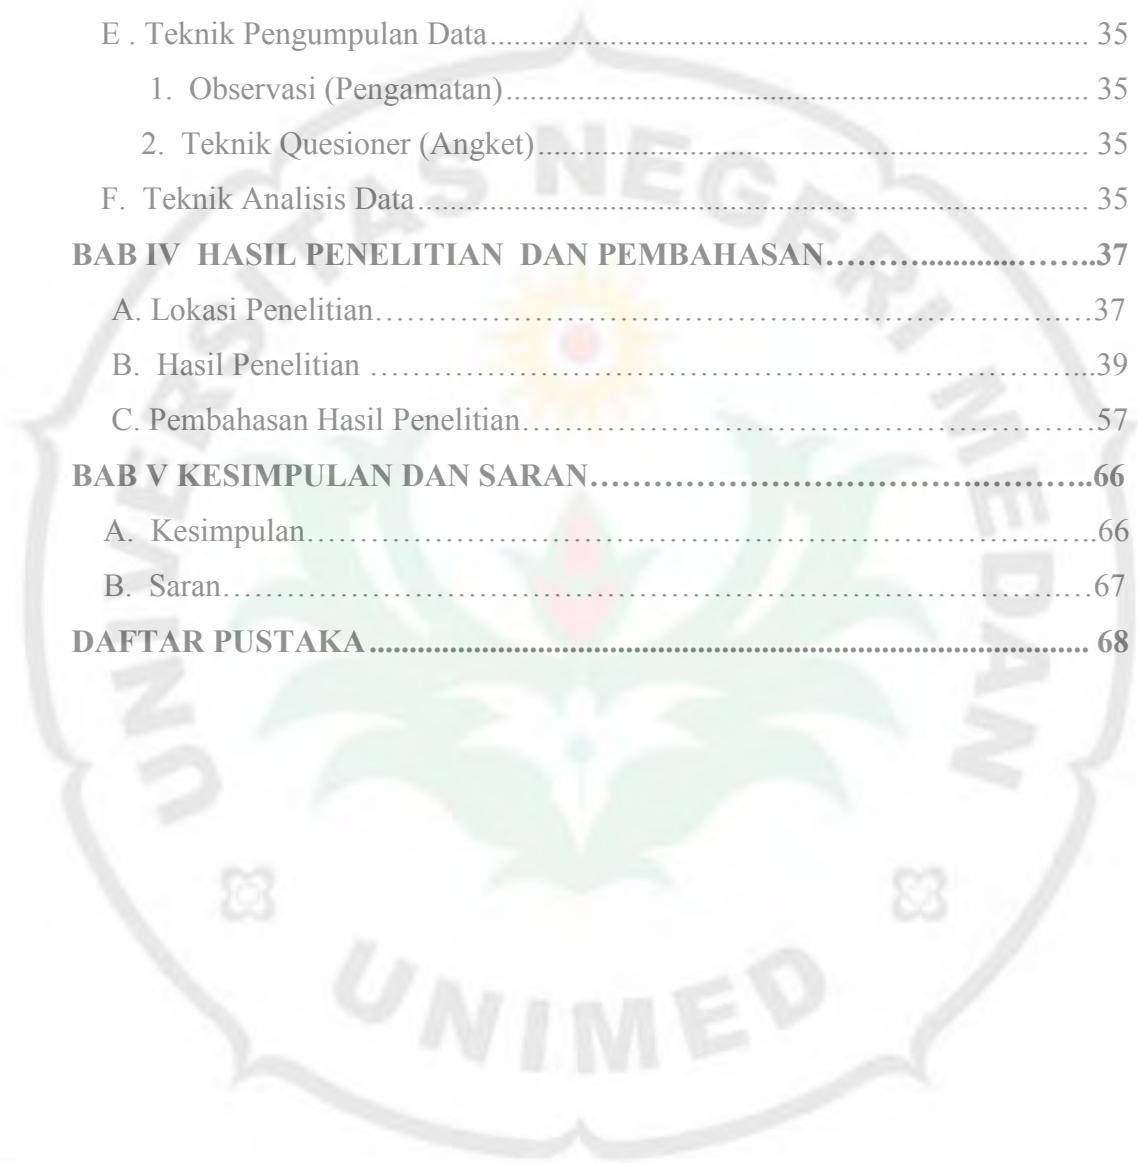 E . Teknik Pengumpulan Data........................................................................... 35
1. Observasi (Pengamatan)......................................................................... 35
2. Teknik Quesioner (Angket)..................................................................... 35
F. Teknik Analisis Data.................................................................................... 35
BAB IV HASIL PENELITIAN DAN PEMBAHASAN………............……..37
A. Lokasi Penelitian……………………………………………………………….37
B. Hasil Penelitian ………………………………………………………………...39
C. Pembahasan Hasil Penelitian………………………………………………….57
BAB V KESIMPULAN DAN SARAN………………………………..………..66
A. Kesimpulan…………………………………………………………………..66
B. Saran………………………………………………………………………….67
DAFTAR PUSTAKA.......................................................................................... 68
UNIVERSITAS NEGERI MEDAN
UNIMED